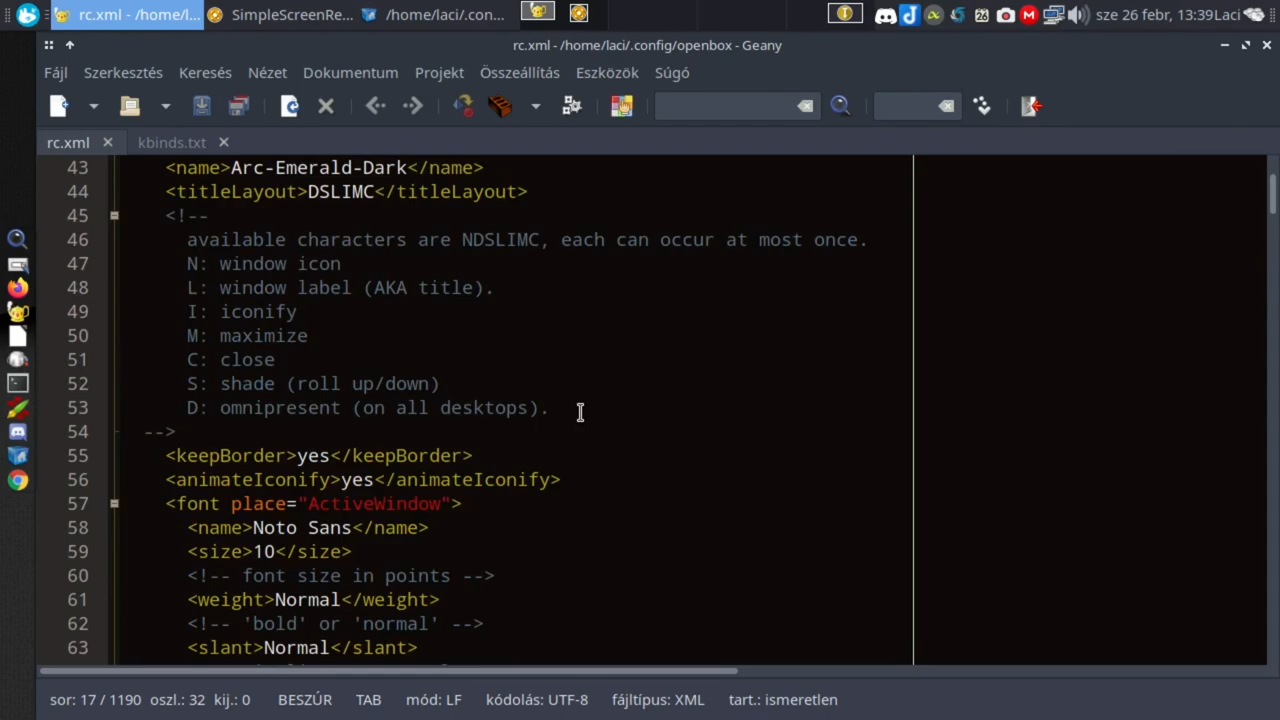 rc.xml - /home/l...
SimpleScreenRe...
/home/laci/.con...
sze 26 febr, 13:39
Laci
rc.xml - /home/laci/.config/openbox - Geany
Fájl Szerkesztés Keresés Nézet Dokumentum Projekt Összeállítás Eszközök Súgó
rc.xml
kbinds.txt
43 <name>Arc-Emerald-Dark</name>
44 <titleLayout>DSLIMC</titleLayout>
45 <!--
46 available characters are NDSLIMC, each can occur at most once.
47 N: window icon
48 L: window label (AKA title).
49 I: iconify
50 M: maximize
51 C: close
52 S: shade (roll up/down)
53 D: omnipresent (on all desktops).
54 -->
55 <keepBorder>yes</keepBorder>
56 <animateIconify>yes</animateIconify>
57 <font place="ActiveWindow">
58 <name>Noto Sans</name>
59 <size>10</size>
60 <!-- font size in points -->
61 <weight>Normal</weight>
62 <!-- 'bold' or 'normal' -->
63 <slant>Normal</slant>
sor: 17 / 1190 oszl.: 32 kij.: 0 BESZÚR TAB mód: LF kódolás: UTF-8 fájltípus: XML tart.: ismeretlen